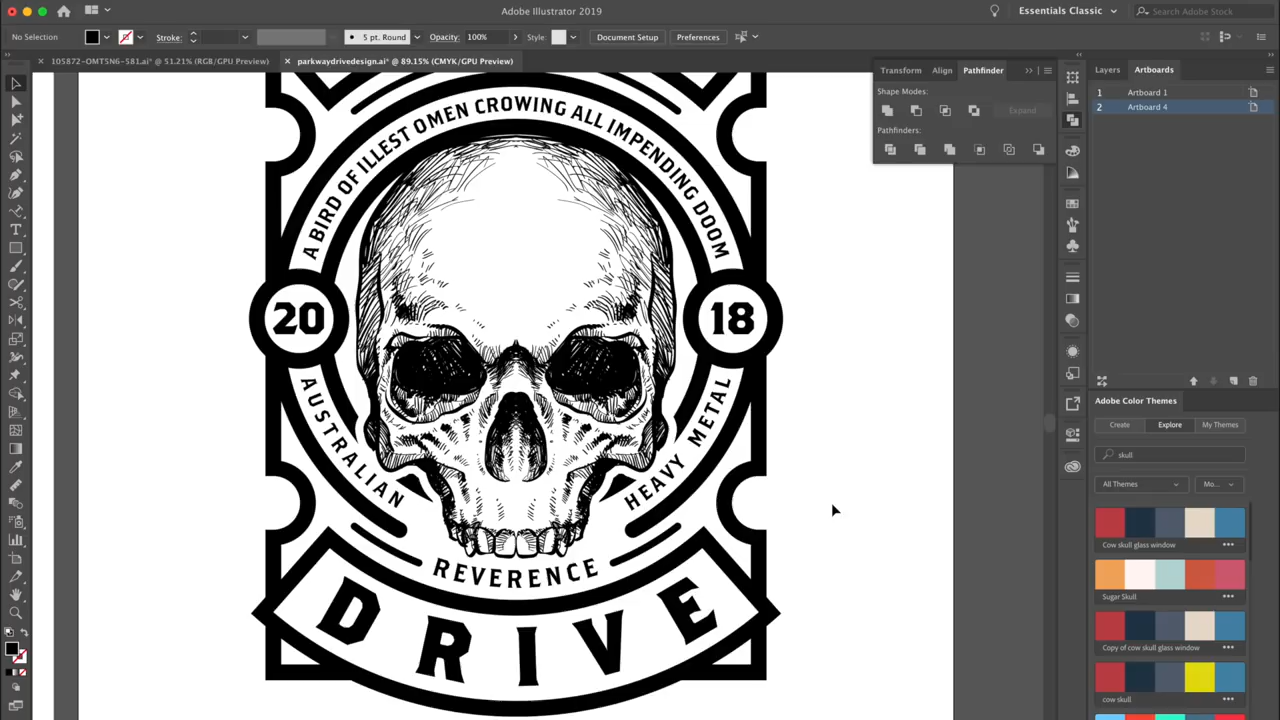 Adobe Illustrator 2019
Essentials Classic
Search Adobe Stock
No Selection
Stroke:
5 pt. Round
Opacity: 100%
Style:
Document Setup
Preferences
105872-OMT5N6-581.ai* @ 51.21% (RGB/GPU Preview)
parkwaydrivedesign.ai* @ 89.15% (CMYK/GPU Preview)
Transform
Align
Pathfinder
Shape Modes:
Expand
Pathfinders:
Layers
Artboards
1 Artboard 1
2 Artboard 4
Adobe Color Themes
Create
Explore
My Themes
skull
All Themes
Mo...
Cow skull glass window
Sugar Skull
Copy of cow skull glass window
cow skull
A BIRD OF ILLEST OMEN CROWING ALL IMPENDING DOOM
20
18
AUSTRALIAN
HEAVY METAL
REVERENCE
DRIVE